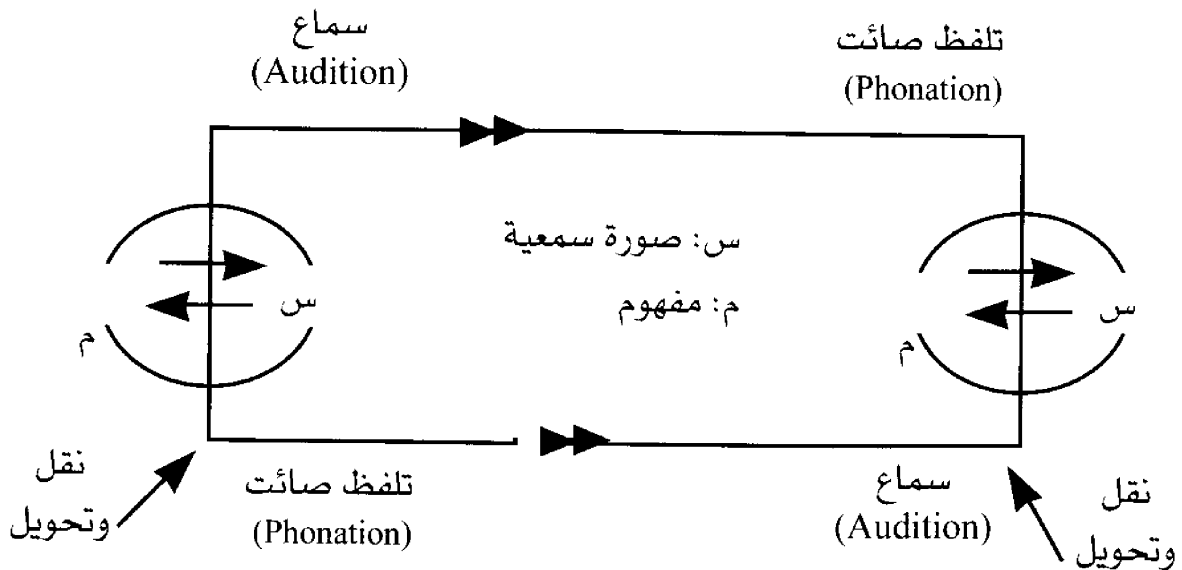 تلفظ صائت
(Phonation)
سماع
(Audition)
س: صورة سمعية
م: مفهوم
س
م
س
م
نقل
وتحويل
سماع
(Audition)
تلفظ صائت
(Phonation)
نقل
وتحويل